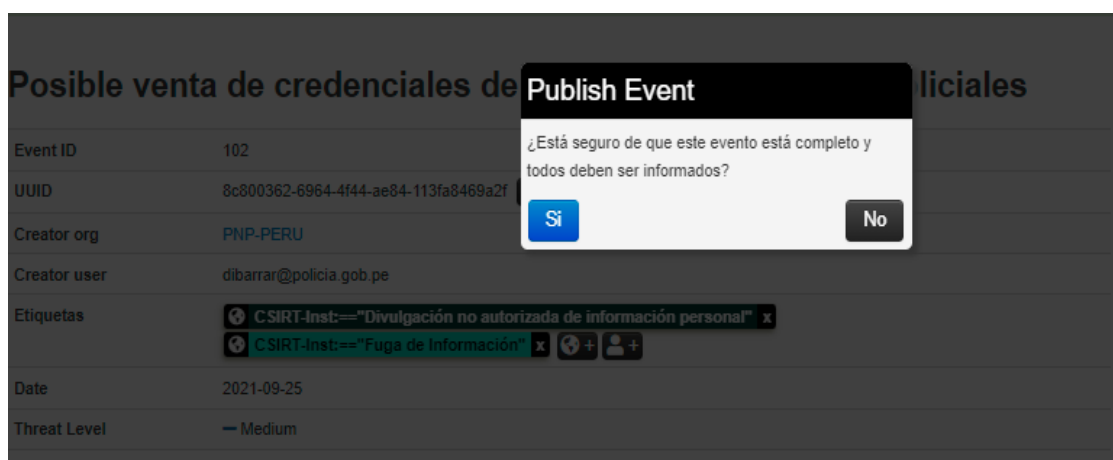 Posible venta de credenciales de
liciales
Publish Event
¿Está seguro de que este evento está completo y
todos deben ser informados?
Si
No
Event ID 102
UUID 8c800362-6964-4f44-ae84-113fa8469a2f
Creator org PNP-PERU
Creator user dibarrar@policia.gob.pe
Etiquetas CSIRT-Inst:=="Divulgación no autorizada de información personal" x
CSIRT-Inst:=="Fuga de Información" x + +
Date 2021-09-25
Threat Level Medium